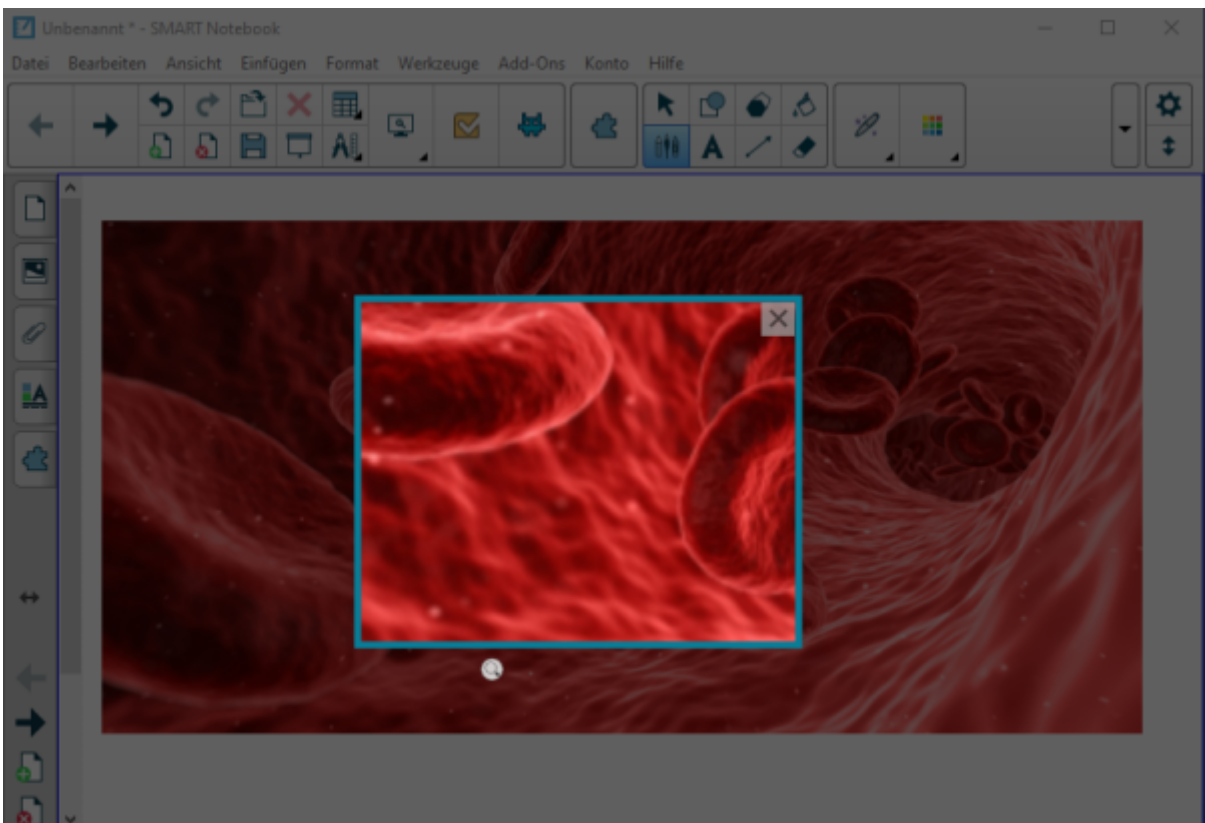 Unbenannt * - SMART Notebook
Datei Bearbeiten Ansicht Einfügen Format Werkzeuge Add-Ons Konto Hilfe